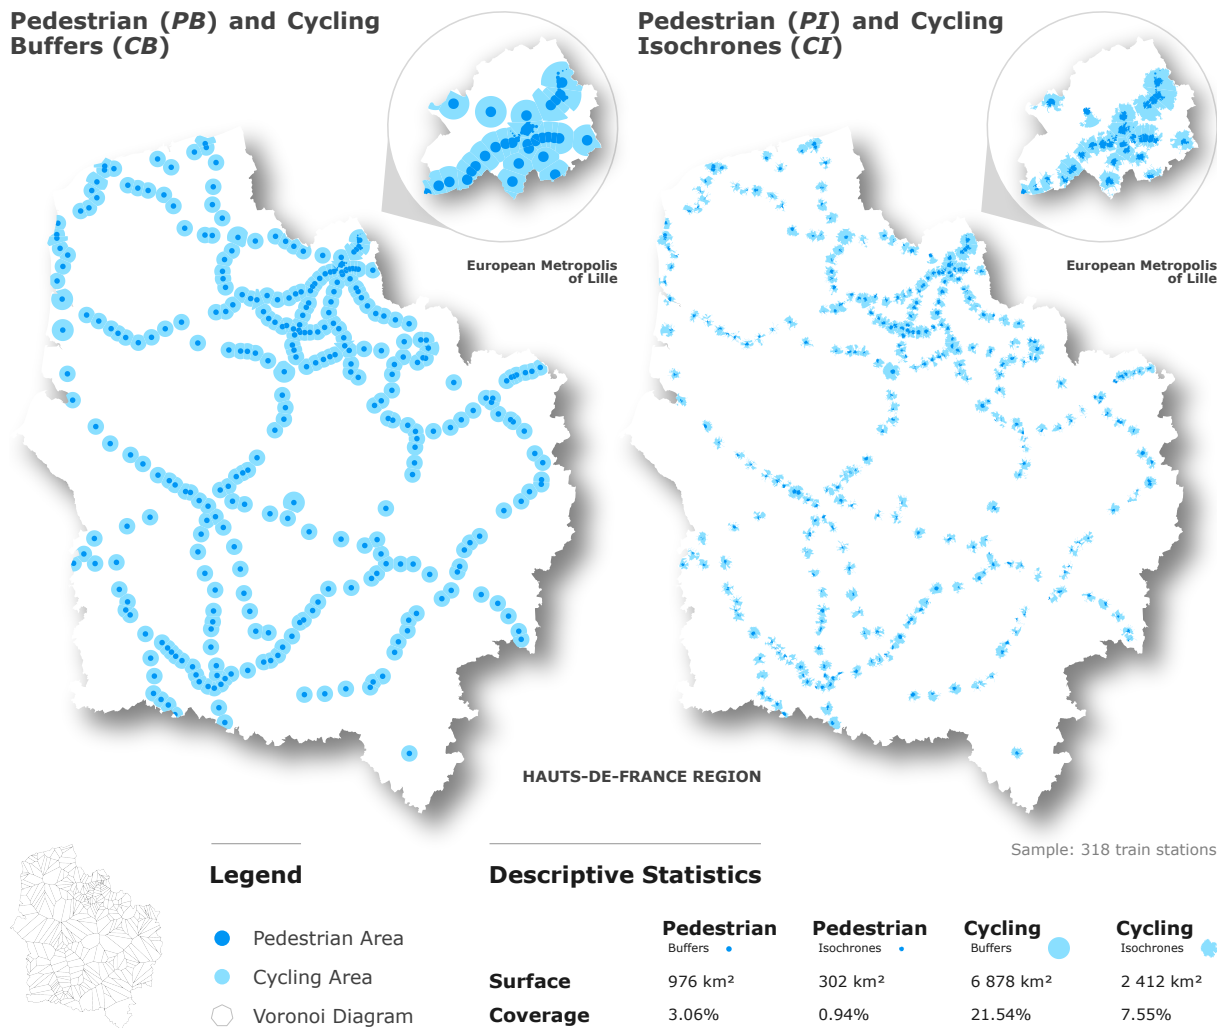 Pedestrian (PB) and Cycling
Buffers (CB)
Pedestrian (PI) and Cycling
Isochrones (CI)
European Metropolis
of Lille
European Metropolis
of Lille
HAUTS-DE-FRANCE REGION
Sample: 318 train stations
Legend
Pedestrian Area
Cycling Area
Voronoi Diagram
Descriptive Statistics
Pedestrian Pedestrian Cycling Cycling
Buffers Isochrones Buffers Isochrones
Surface 976 km² 302 km² 6 878 km² 2 412 km²
Coverage 3.06% 0.94% 21.54% 7.55%